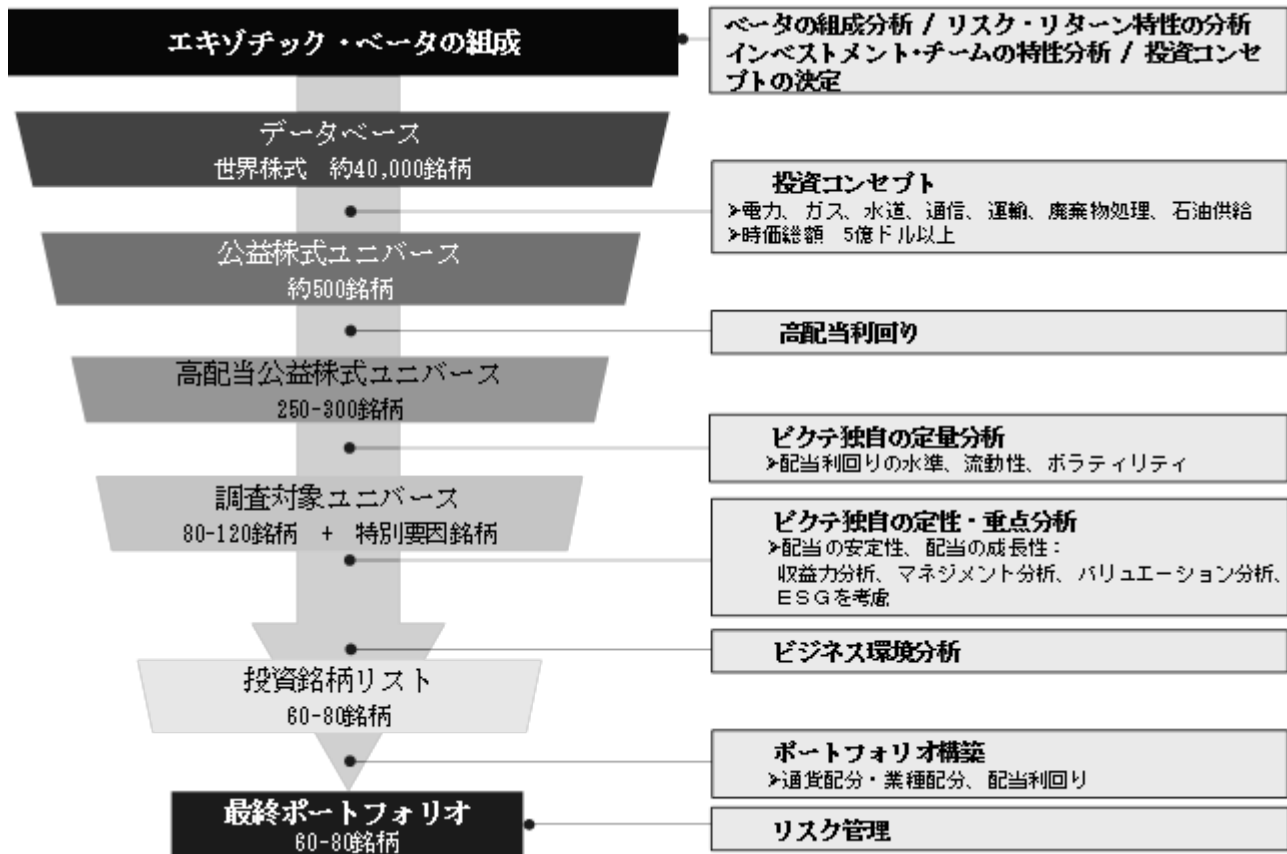 エキゾチック・ベータの組成
ベータの組成分析 / リスク・リターン特性の分析
インベストメント・チームの特性分析 / 投資コンセ
プトの決定
データベース
世界株式 約40,000銘柄
投資コンセプト
➢電力、ガス、水道、通信、運輸、廃棄物処理、石油供給
➢時価総額 5億ドル以上
公益株式ユニバース
約500銘柄
高配当利回り
高配当公益株式ユニバース
250-300銘柄
ピクテ独自の定量分析
➢配当利回りの水準、流動性、ボラティリティ
調査対象ユニバース
80-120銘柄 + 特別要因銘柄
ピクテ独自の定性・重点分析
➢配当の安定性、配当の成長性：
収益力分析、マネジメント分析、バリュエーション分析、
ＥＳＧを考慮
ビジネス環境分析
投資銘柄リスト
60-80銘柄
ポートフォリオ構築
➢通貨配分・業種配分、配当利回り
最終ポートフォリオ
60-80銘柄
リスク管理